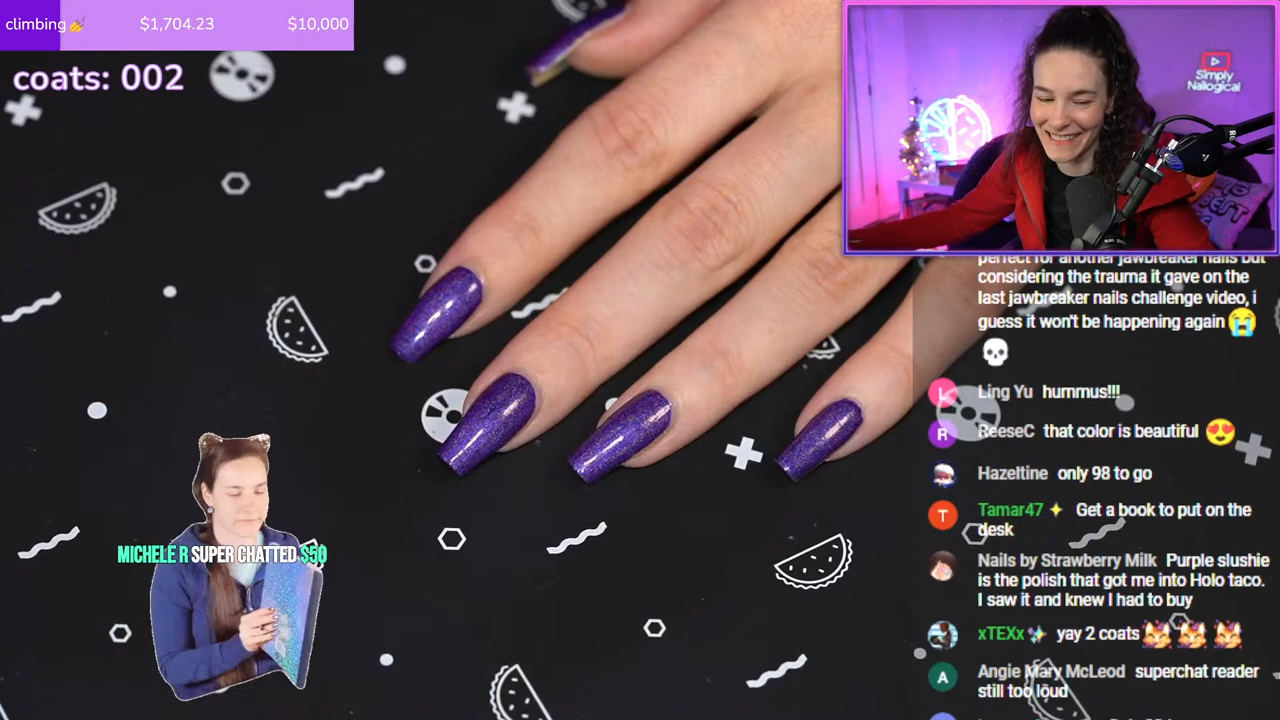 climbing💅 $1,704.23 $10,000
coats: 002
Simply
Nailogical
MICHELE R SUPER CHATTED $50
perfect for another jawbreaker nails but
considering the trauma it gave on the
last jawbreaker nails challenge video, i
guess it won't be happening again 😭
💀
L Ling Yu hummus!!!
R ReeseC that color is beautiful 😍
Hazeltine only 98 to go
T Tamar47 Get a book to put on the
desk
Nails by Strawberry Milk Purple slushie
is the polish that got me into Holo taco.
I saw it and knew I had to buy
xTEXx yay 2 coats
A Angie Mary McLeod superchat reader
still too loud